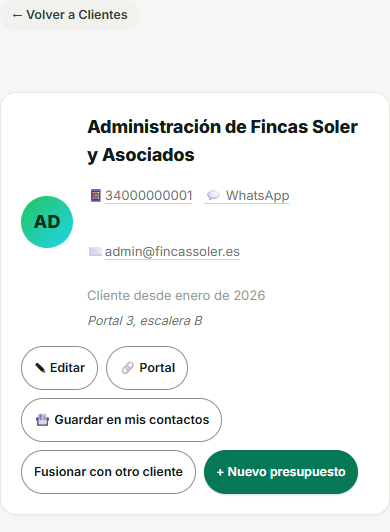 ← Volver a Clientes
Administración de Fincas Soler
y Asociados
AD
34000000001 WhatsApp
admin@fincassoler.es
Cliente desde enero de 2026
Portal 3, escalera B
Editar Portal
Guardar en mis contactos
Fusionar con otro cliente + Nuevo presupuesto